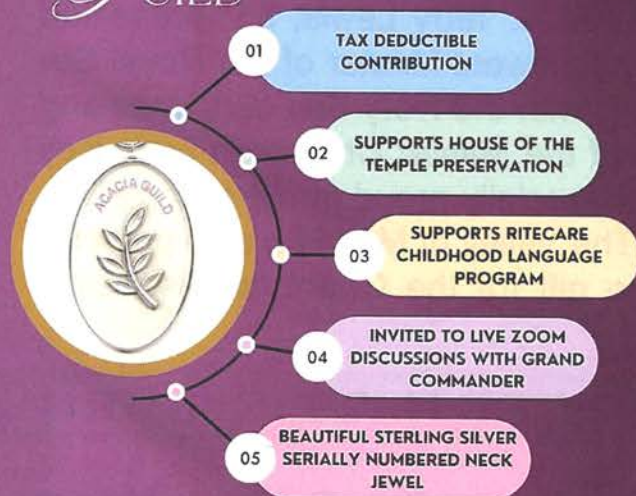 GUILD
01
TAX DEDUCTIBLE
CONTRIBUTION
02
SUPPORTS HOUSE OF THE
TEMPLE PRESERVATION
ACACIA GUILD
03
SUPPORTS RITECARE
CHILDHOOD LANGUAGE
PROGRAM
04
INVITED TO LIVE ZOOM
DISCUSSIONS WITH GRAND
COMMANDER
05
BEAUTIFUL STERLING SILVER
SERIALLY NUMBERED NECK
JEWEL